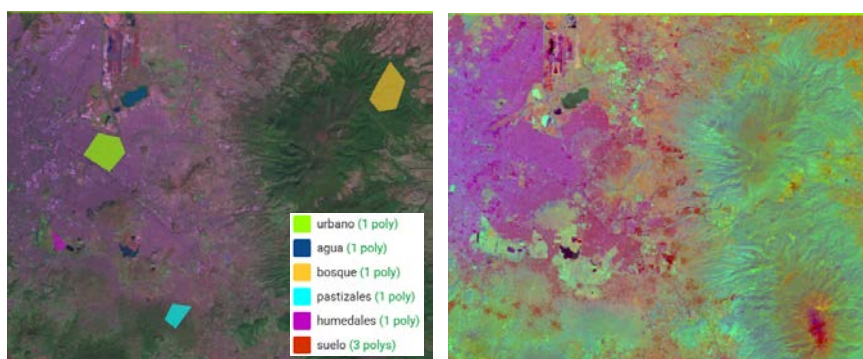 urbano (1 poly)
agua (1 poly)
bosque (1 poly)
pastizales (1 poly)
humedales (1 poly)
suelo (3 polys)